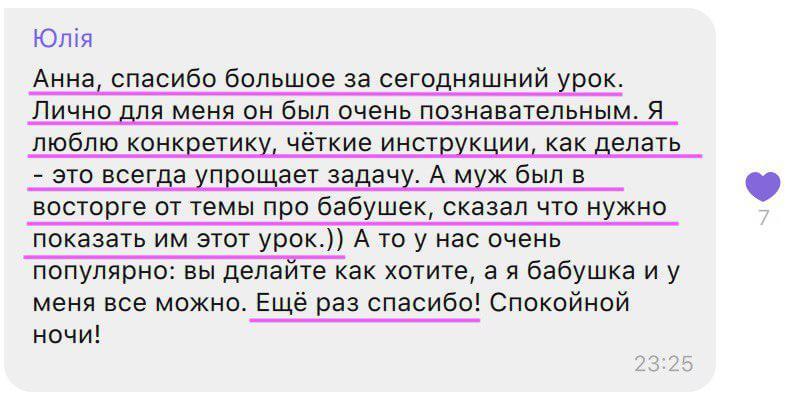 Юлія
Анна, спасибо большое за сегодняшний урок.
Лично для меня он был очень познавательным. Я
люблю конкретику, чёткие инструкции, как делать
- это всегда упрощает задачу. А муж был в
восторге от темы про бабушек, сказал что нужно
показать им этот урок.)) А то у нас очень
популярно: вы делайте как хотите, а я бабушка и у
меня все можно. Ещё раз спасибо! Спокойной
ночи!
23:25
7